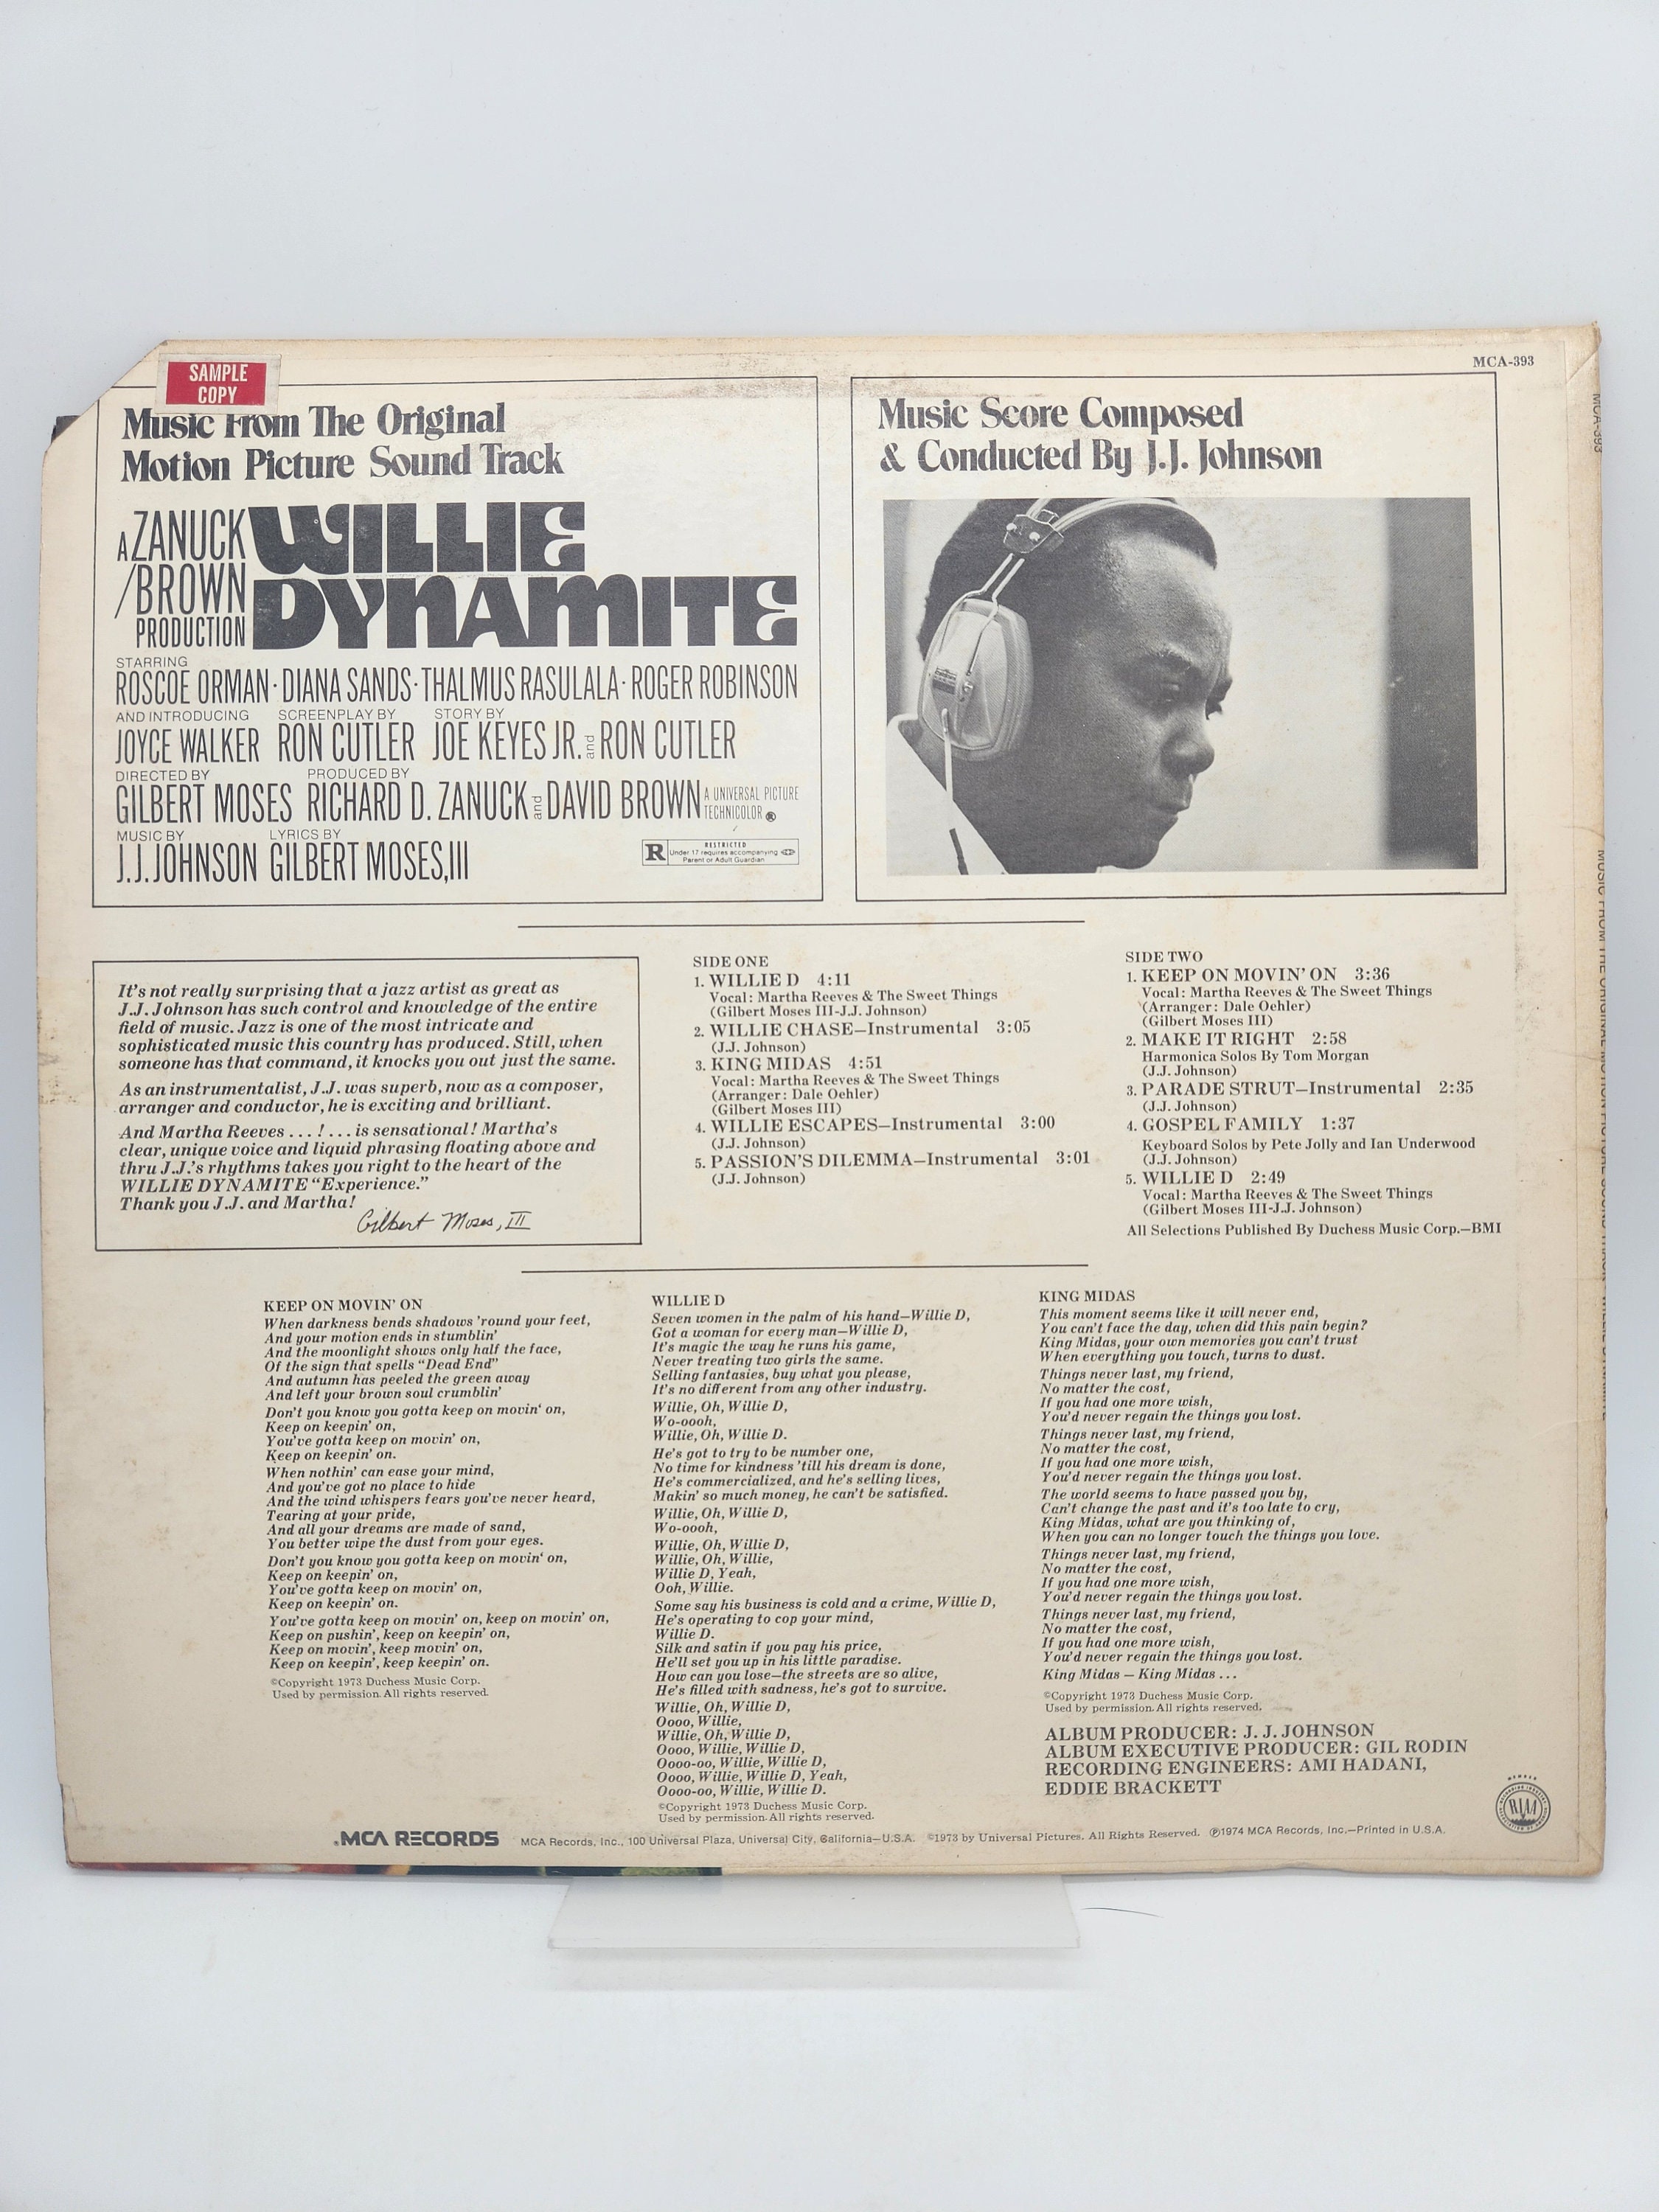 SAMPLE
COPY
MCA-393
Music From The Original
Motion Picture Sound Track
A ZANUCK
/BROWN
PRODUCTION
WILLIE
DYNAMITE
STARRING
ROSCOE ORMAN · DIANA SANDS · THALMUS RASULALA · ROGER ROBINSON
AND INTRODUCING SCREENPLAY BY STORY BY
JOYCE WALKER RON CUTLER JOE KEYES JR. and RON CUTLER
DIRECTED BY PRODUCED BY
GILBERT MOSES RICHARD D. ZANUCK and DAVID BROWN
A UNIVERSAL PICTURE
TECHNICOLOR®
MUSIC BY LYRICS BY
J.J. JOHNSON GILBERT MOSES, III
R
RESTRICTED
Under 17 requires accompanying
Parent or Adult Guardian
Music Score Composed
& Conducted By J.J. Johnson
It's not really surprising that a jazz artist as great as
J.J. Johnson has such control and knowledge of the entire
field of music. Jazz is one of the most intricate and
sophisticated music this country has produced. Still, when
someone has that command, it knocks you out just the same.
As an instrumentalist, J.J. was superb, now as a composer,
arranger and conductor, he is exciting and brilliant.
And Martha Reeves . . . ! . . . is sensational! Martha's
clear, unique voice and liquid phrasing floating above and
thru J.J.'s rhythms takes you right to the heart of the
WILLIE DYNAMITE "Experience."
Thank you J.J. and Martha!
Gilbert Moses, III
SIDE ONE
1. WILLIE D 4:11
Vocal: Martha Reeves & The Sweet Things
(Gilbert Moses III-J.J. Johnson)
2. WILLIE CHASE—Instrumental 3:05
(J.J. Johnson)
3. KING MIDAS 4:51
Vocal: Martha Reeves & The Sweet Things
(Arranger: Dale Oehler)
(Gilbert Moses III)
4. WILLIE ESCAPES—Instrumental 3:00
(J.J. Johnson)
5. PASSION'S DILEMMA—Instrumental 3:01
(J.J. Johnson)
SIDE TWO
1. KEEP ON MOVIN' ON 3:36
Vocal: Martha Reeves & The Sweet Things
(Arranger: Dale Oehler)
(Gilbert Moses III)
2. MAKE IT RIGHT 2:58
Harmonica Solos By Tom Morgan
(J.J. Johnson)
3. PARADE STRUT—Instrumental 2:35
(J.J. Johnson)
4. GOSPEL FAMILY 1:37
Keyboard Solos by Pete Jolly and Ian Underwood
(J.J. Johnson)
5. WILLIE D 2:49
Vocal: Martha Reeves & The Sweet Things
(Gilbert Moses III-J.J. Johnson)
All Selections Published By Duchess Music Corp.—BMI
KEEP ON MOVIN' ON
When darkness bends shadows 'round your feet,
And your motion ends in stumblin'
And the moonlight shows only half the face,
Of the sign that spells "Dead End"
And autumn has peeled the green away
And left your brown soul crumblin'
Don't you know you gotta keep on movin' on,
Keep on keepin' on,
You've gotta keep on movin' on,
Keep on keepin' on.
When nothin' can ease your mind,
And you've got no place to hide
And the wind whispers fears you've never heard,
Tearing at your pride,
And all your dreams are made of sand,
You better wipe the dust from your eyes.
Don't you know you gotta keep on movin' on,
Keep on keepin' on,
You've gotta keep on movin' on,
Keep on keepin' on.
You've gotta keep on movin' on, keep on movin' on,
Keep on pushin', keep on keepin' on,
Keep on movin', keep movin' on,
Keep on keepin', keep keepin' on.
©Copyright 1973 Duchess Music Corp.
Used by permission. All rights reserved.
WILLIE D
Seven women in the palm of his hand—Willie D,
Got a woman for every man—Willie D,
It's magic the way he runs his game,
Never treating two girls the same.
Selling fantasies, buy what you please,
It's no different from any other industry.
Willie, Oh, Willie D,
Wo-oooh,
Willie, Oh, Willie D.
He's got to try to be number one,
No time for kindness 'till his dream is done,
He's commercialized, and he's selling lives,
Makin' so much money, he can't be satisfied.
Willie, Oh, Willie D,
Wo-oooh,
Willie, Oh, Willie D,
Willie, Oh, Willie,
Willie D, Yeah,
Ooh, Willie.
Some say his business is cold and a crime, Willie D,
He's operating to cop your mind,
Willie D.
Silk and satin if you pay his price,
He'll set you up in his little paradise.
How can you lose—the streets are so alive,
He's filled with sadness, he's got to survive.
Willie, Oh, Willie D,
Oooo, Willie,
Willie, Oh, Willie D,
Oooo, Willie, Willie D,
Oooo-oo, Willie, Willie D,
Oooo, Willie, Willie D, Yeah,
Oooo-oo, Willie, Willie D.
©Copyright 1973 Duchess Music Corp.
Used by permission. All rights reserved.
KING MIDAS
This moment seems like it will never end,
You can't face the day, when did this pain begin?
King Midas, your own memories you can't trust
When everything you touch, turns to dust.
Things never last, my friend,
No matter the cost,
If you had one more wish,
You'd never regain the things you lost.
Things never last, my friend,
No matter the cost,
If you had one more wish,
You'd never regain the things you lost.
The world seems to have passed you by,
Can't change the past and it's too late to cry,
King Midas, what are you thinking of,
When you can no longer touch the things you love.
Things never last, my friend,
No matter the cost,
If you had one more wish,
You'd never regain the things you lost.
Things never last, my friend,
No matter the cost,
If you had one more wish,
You'd never regain the things you lost.
King Midas — King Midas . . .
©Copyright 1973 Duchess Music Corp.
Used by permission. All rights reserved.
ALBUM PRODUCER: J. J. JOHNSON
ALBUM EXECUTIVE PRODUCER: GIL RODIN
RECORDING ENGINEERS: AMI HADANI,
EDDIE BRACKETT
MEMBER
RIAA
MCA RECORDS MCA Records, Inc., 100 Universal Plaza, Universal City, California—U.S.A. ©1973 by Universal Pictures. All Rights Reserved. ℗1974 MCA Records, Inc.—Printed in U.S.A.
MCA-393